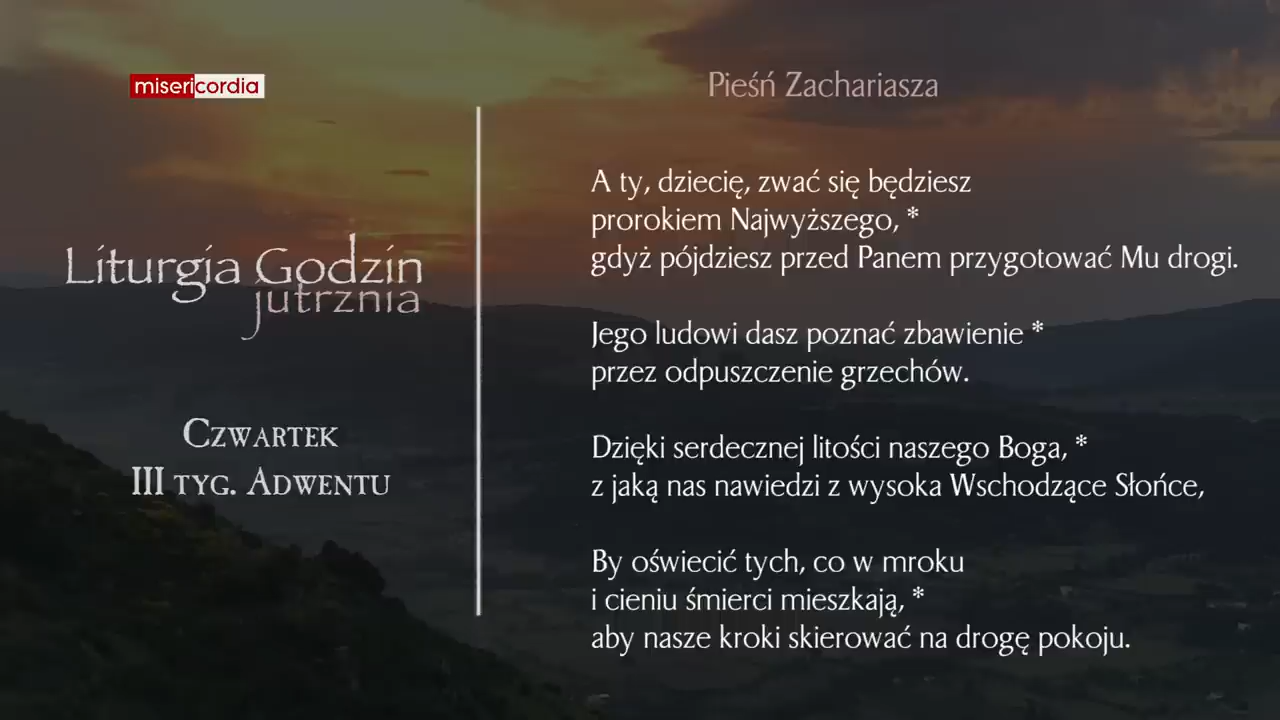 misericordia
Liturgia Godzin
jutrznia
Czwartek
III tyg. Adwentu
Pieśń Zachariasza
A ty, dziecię, zwać się będziesz
prorokiem Najwyższego, *
gdyż pójdziesz przed Panem przygotować Mu drogi.
Jego ludowi dasz poznać zbawienie *
przez odpuszczenie grzechów.
Dzięki serdecznej litości naszego Boga, *
z jaką nas nawiedzi z wysoka Wschodzące Słońce,
By oświecić tych, co w mroku
i cieniu śmierci mieszkają, *
aby nasze kroki skierować na drogę pokoju.